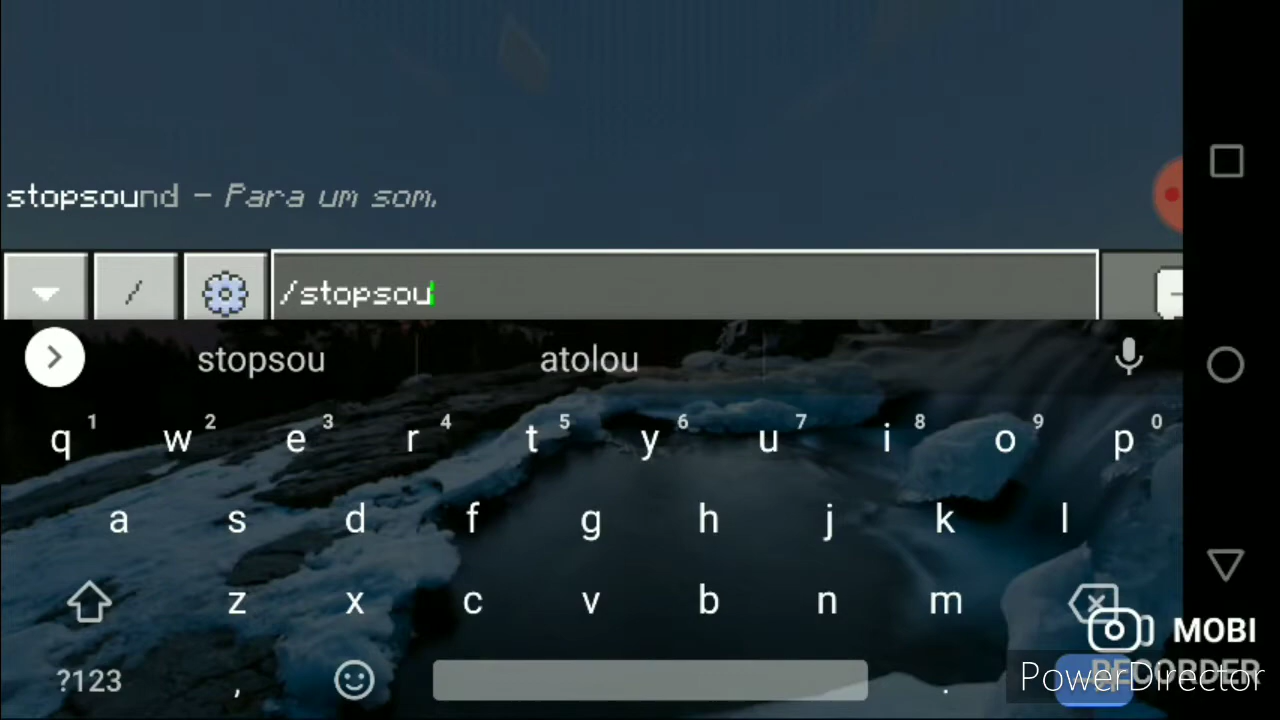 stopsound - Para um som.
/
/stopsou
stopsou atolou
q 1 w 2 e 3 r 4 t 5 y 6 u 7 i 8 o 9 p 0
a s d f g h j k l
z x c v b n m
?123 , .
MOBI
RECORDER
PowerDirector